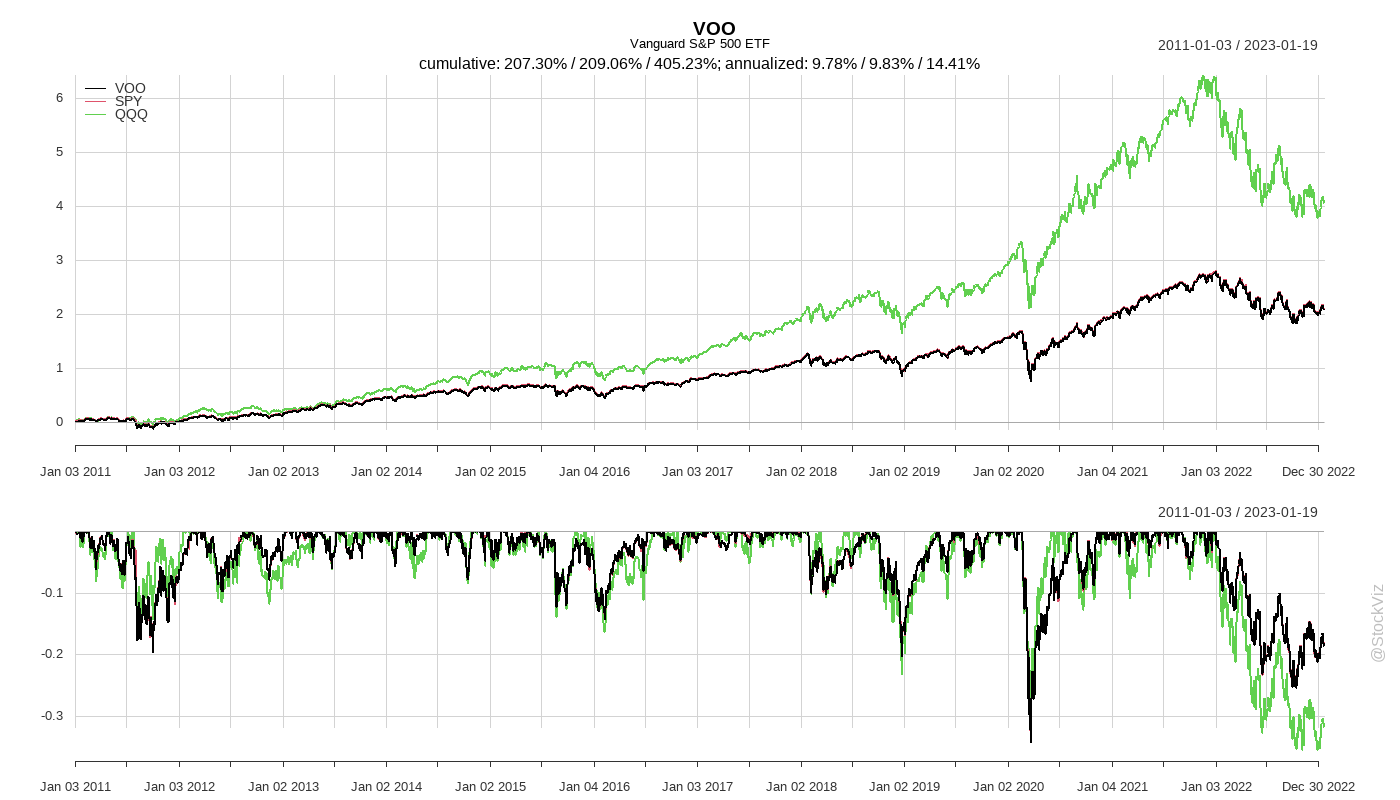 VOO
Vanguard S&P 500 ETF
2011-01-03 / 2023-01-19
cumulative: 207.30% / 209.06% / 405.23%; annualized: 9.78% / 9.83% / 14.41%
VOO
SPY
QQQ
6
5
4
3
2
1
0
Jan 03 2011 Jan 03 2012 Jan 02 2013 Jan 02 2014 Jan 02 2015 Jan 04 2016 Jan 03 2017 Jan 02 2018 Jan 02 2019 Jan 02 2020 Jan 04 2021 Jan 03 2022 Dec 30 2022
2011-01-03 / 2023-01-19
-0.1
-0.2
-0.3
Jan 03 2011 Jan 03 2012 Jan 02 2013 Jan 02 2014 Jan 02 2015 Jan 04 2016 Jan 03 2017 Jan 02 2018 Jan 02 2019 Jan 02 2020 Jan 04 2021 Jan 03 2022 Dec 30 2022
@StockViz